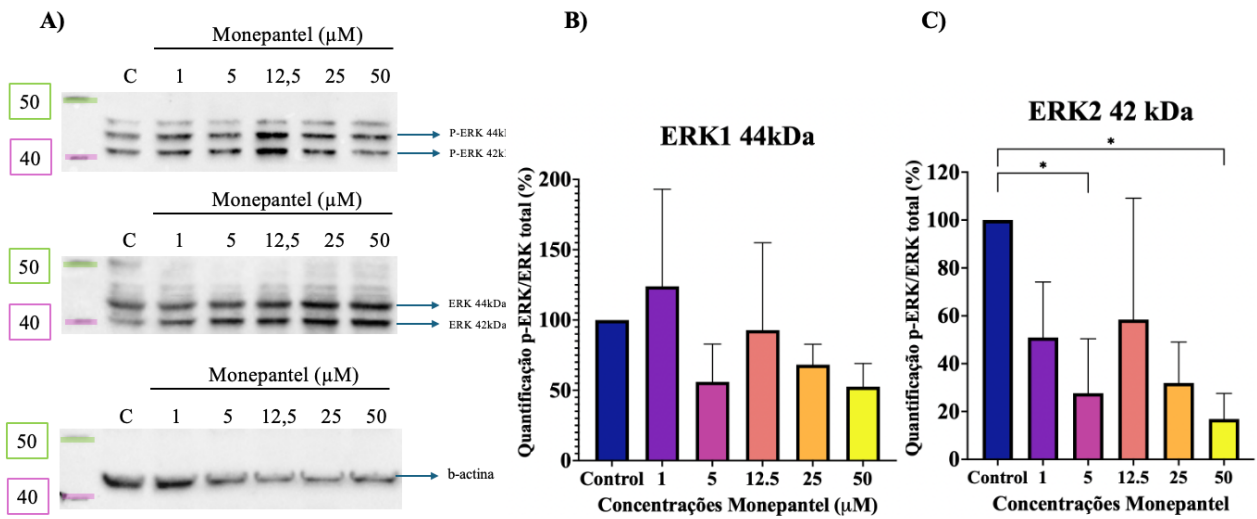 A)
Monepantel (µM)
C 1 5 12,5 25 50
50
40
P-ERK 44kI
P-ERK 42kI
Monepantel (µM)
C 1 5 12,5 25 50
50
40
ERK 44kDa
ERK 42kDa
Monepantel (µM)
C 1 5 12,5 25 50
50
40
b-actina
B)
ERK1 44kDa
Quantificação p-ERK/ERK total (%)
200
150
100
50
0
Control 1 5 12.5 25 50
Concentrações Monepantel (µM)
C)
ERK2 42 kDa
Quantificação p-ERK/ERK total (%)
120
100
80
60
40
20
0
*
*
Control 1 5 12.5 25 50
Concentrações Monepantel